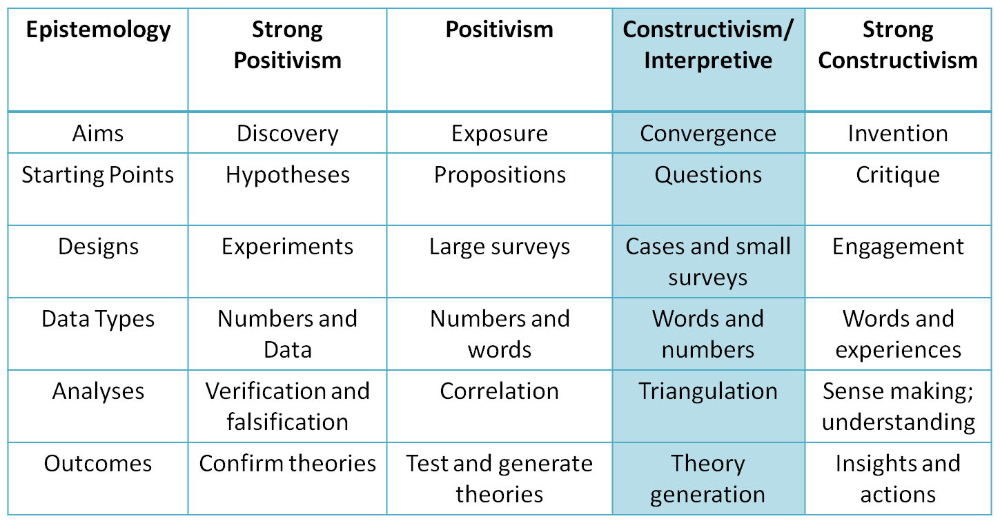 Epistemology
Strong
Positivism
Positivism
Constructivism/
Interpretive
Strong
Constructivism
Aims
Discovery
Exposure
Convergence
Invention
Starting Points
Hypotheses
Propositions
Questions
Critique
Designs
Experiments
Large surveys
Cases and small
surveys
Engagement
Data Types
Numbers and
Data
Numbers and
words
Words and
numbers
Words and
experiences
Analyses
Verification and
falsification
Correlation
Triangulation
Sense making;
understanding
Outcomes
Confirm theories
Test and generate
theories
Theory
generation
Insights and
actions